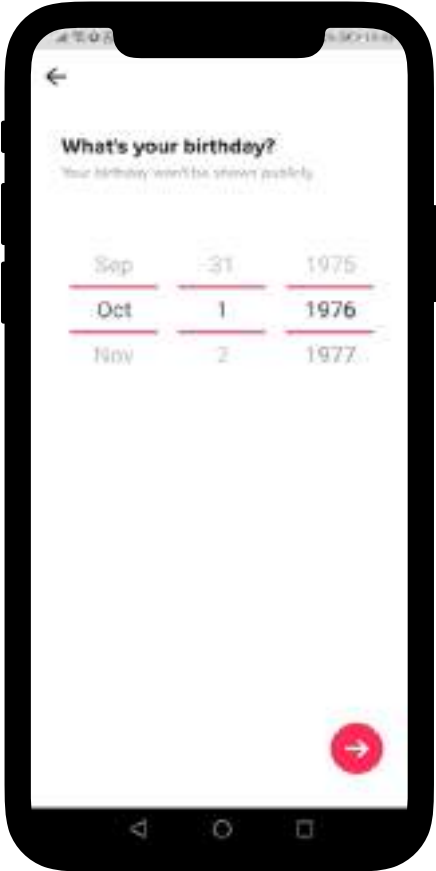 What's your birthday?
Your birthday won't be shown publicly.
Sep 31 1975
Oct 1 1976
Nov 2 1977